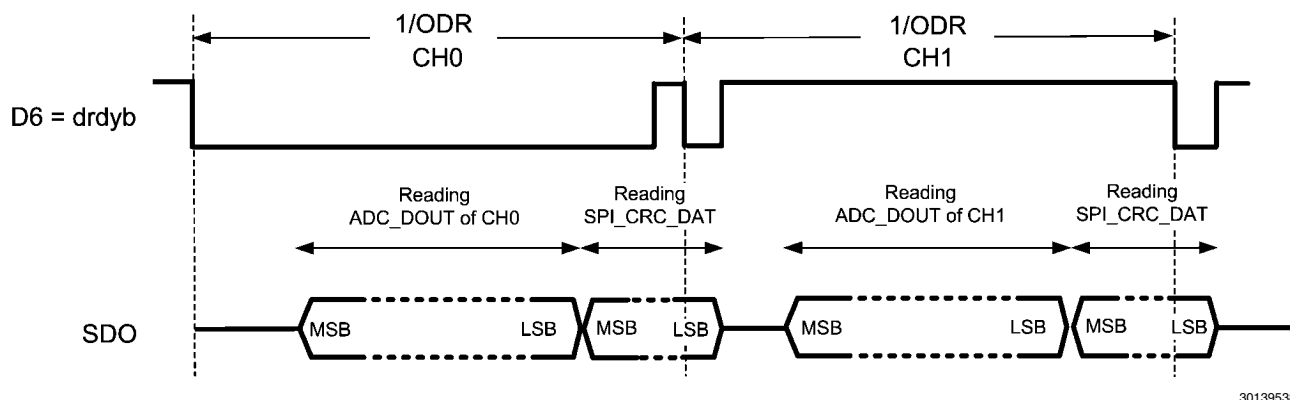 1/ODR
CH0
1/ODR
CH1
D6 = drdyb
Reading
ADC_DOUT of CH0
Reading
SPI_CRC_DAT
Reading
ADC_DOUT of CH1
Reading
SPI_CRC_DAT
SDO
MSB
LSB
MSB
LSB
MSB
LSB
MSB
LSB